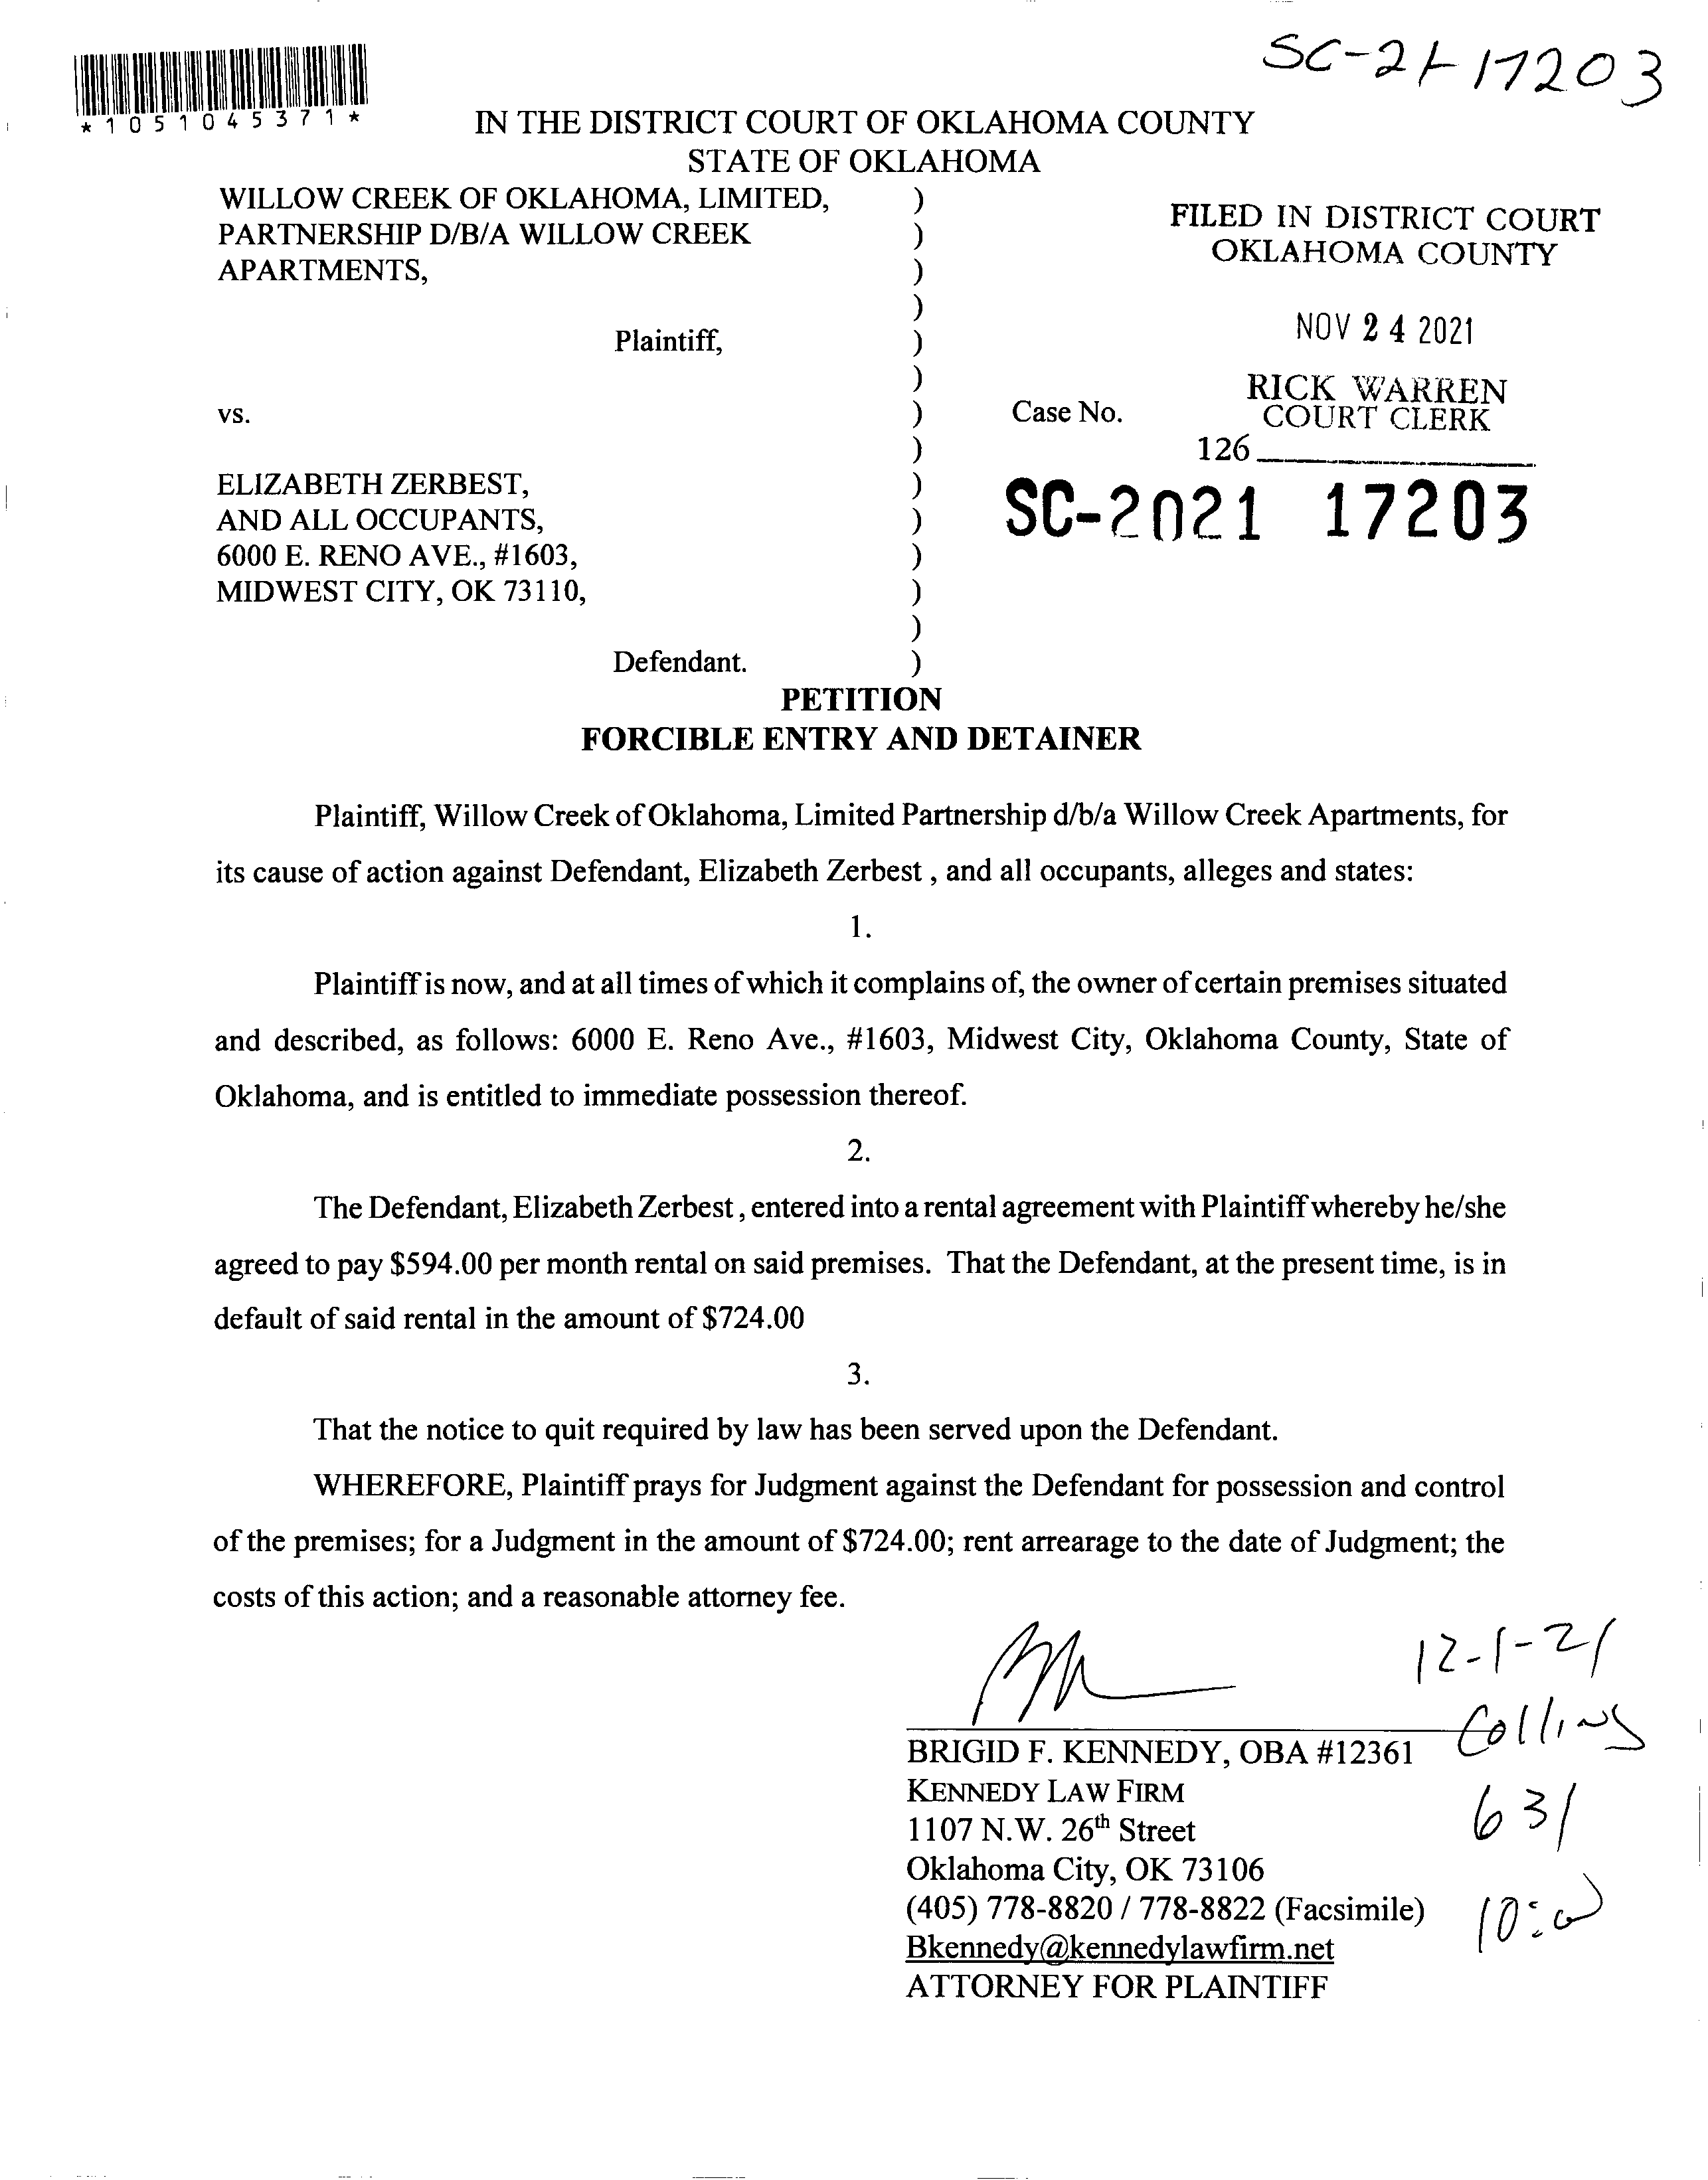 SC-21-17203
*1051045371*
IN THE DISTRICT COURT OF OKLAHOMA COUNTY
STATE OF OKLAHOMA
WILLOW CREEK OF OKLAHOMA, LIMITED, )
PARTNERSHIP D/B/A WILLOW CREEK )
APARTMENTS, )
)
Plaintiff, )
)
vs. )
)
ELIZABETH ZERBEST, )
AND ALL OCCUPANTS, )
6000 E. RENO AVE., #1603, )
MIDWEST CITY, OK 73110, )
)
Defendant. )
FILED IN DISTRICT COURT
OKLAHOMA COUNTY
NOV 24 2021
RICK WARREN
COURT CLERK
Case No.
126
SC-2021 17203
PETITION
FORCIBLE ENTRY AND DETAINER
Plaintiff, Willow Creek of Oklahoma, Limited Partnership d/b/a Willow Creek Apartments, for
its cause of action against Defendant, Elizabeth Zerbest , and all occupants, alleges and states:
1.
Plaintiff is now, and at all times of which it complains of, the owner of certain premises situated
and described, as follows: 6000 E. Reno Ave., #1603, Midwest City, Oklahoma County, State of
Oklahoma, and is entitled to immediate possession thereof.
2.
The Defendant, Elizabeth Zerbest , entered into a rental agreement with Plaintiff whereby he/she
agreed to pay $594.00 per month rental on said premises. That the Defendant, at the present time, is in
default of said rental in the amount of $724.00
3.
That the notice to quit required by law has been served upon the Defendant.
WHEREFORE, Plaintiff prays for Judgment against the Defendant for possession and control
of the premises; for a Judgment in the amount of $724.00; rent arrearage to the date of Judgment; the
costs of this action; and a reasonable attorney fee.
BRIGID F. KENNEDY, OBA #12361
KENNEDY LAW FIRM
1107 N.W. 26th Street
Oklahoma City, OK 73106
(405) 778-8820 / 778-8822 (Facsimile)
Bkennedy@kennedylawfirm.net
ATTORNEY FOR PLAINTIFF
12-1-21
Collins
631
10:00